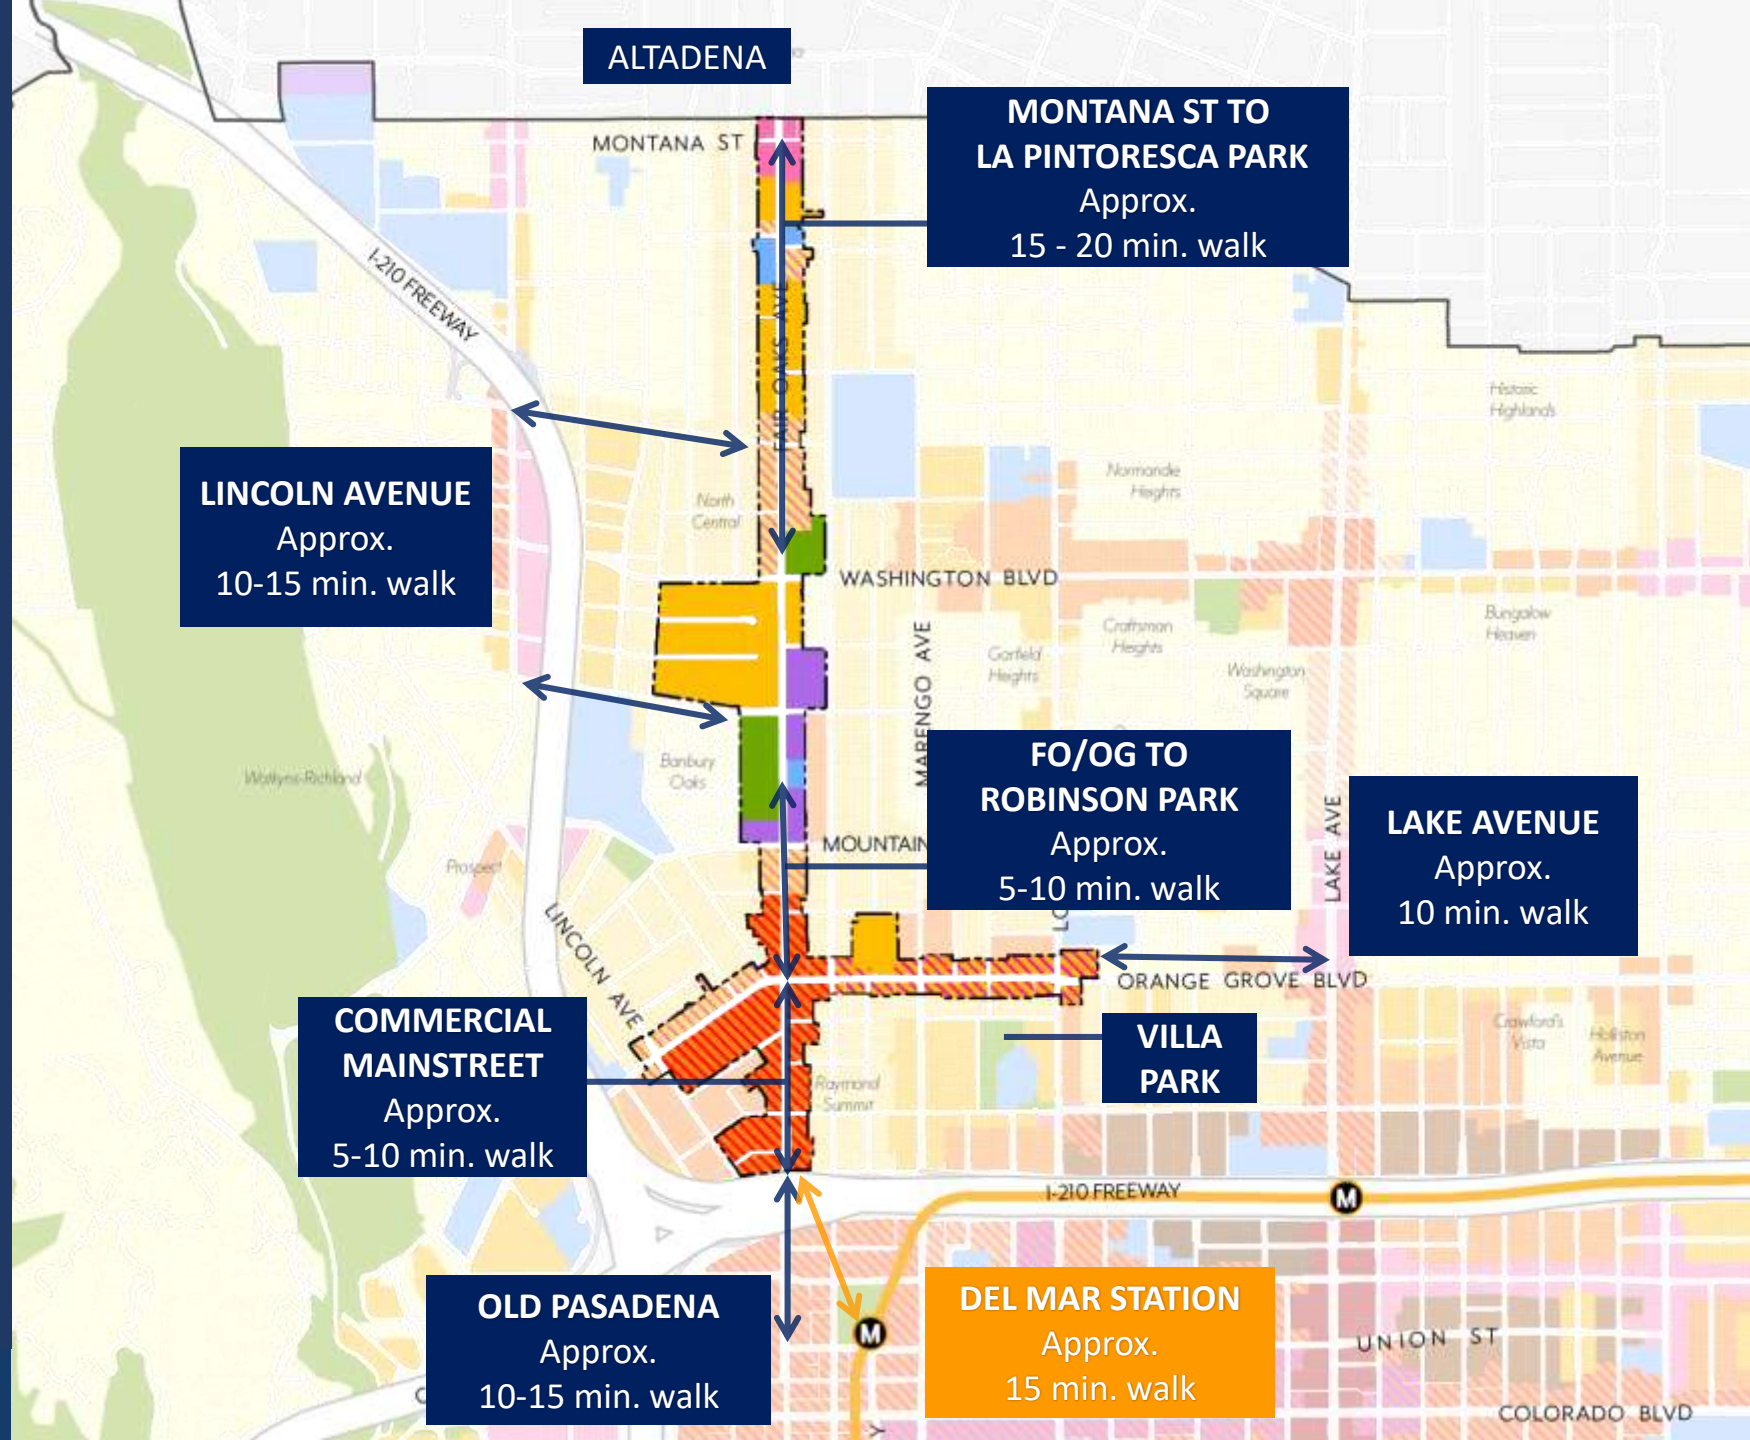 ALTADENA
MONTANA ST
MONTANA ST TO
LA PINTORESCA PARK
Approx.
15 - 20 min. walk
I-210 FREEWAY
FAIR OAKS AVE
Historic
Highlands
LINCOLN AVENUE
Approx.
10-15 min. walk
North
Central
Normandie
Heights
WASHINGTON BLVD
MARENGO AVE
Garfield
Heights
Craftsman
Heights
Washington
Square
Bungalow
Heaven
Watkyns-Richland
Banbury
Oaks
FO/OG TO
ROBINSON PARK
Approx.
5-10 min. walk
LAKE AVE
LAKE AVENUE
Approx.
10 min. walk
MOUNTAIN
Prospect
LO
LINCOLN AVE
ORANGE GROVE BLVD
COMMERCIAL
MAINSTREET
Approx.
5-10 min. walk
VILLA
PARK
Crawford's
Vista
Holliston
Avenue
Raymond
Summit
I-210 FREEWAY
M
OLD PASADENA
Approx.
10-15 min. walk
M
DEL MAR STATION
Approx.
15 min. walk
UNION ST
COLORADO BLVD